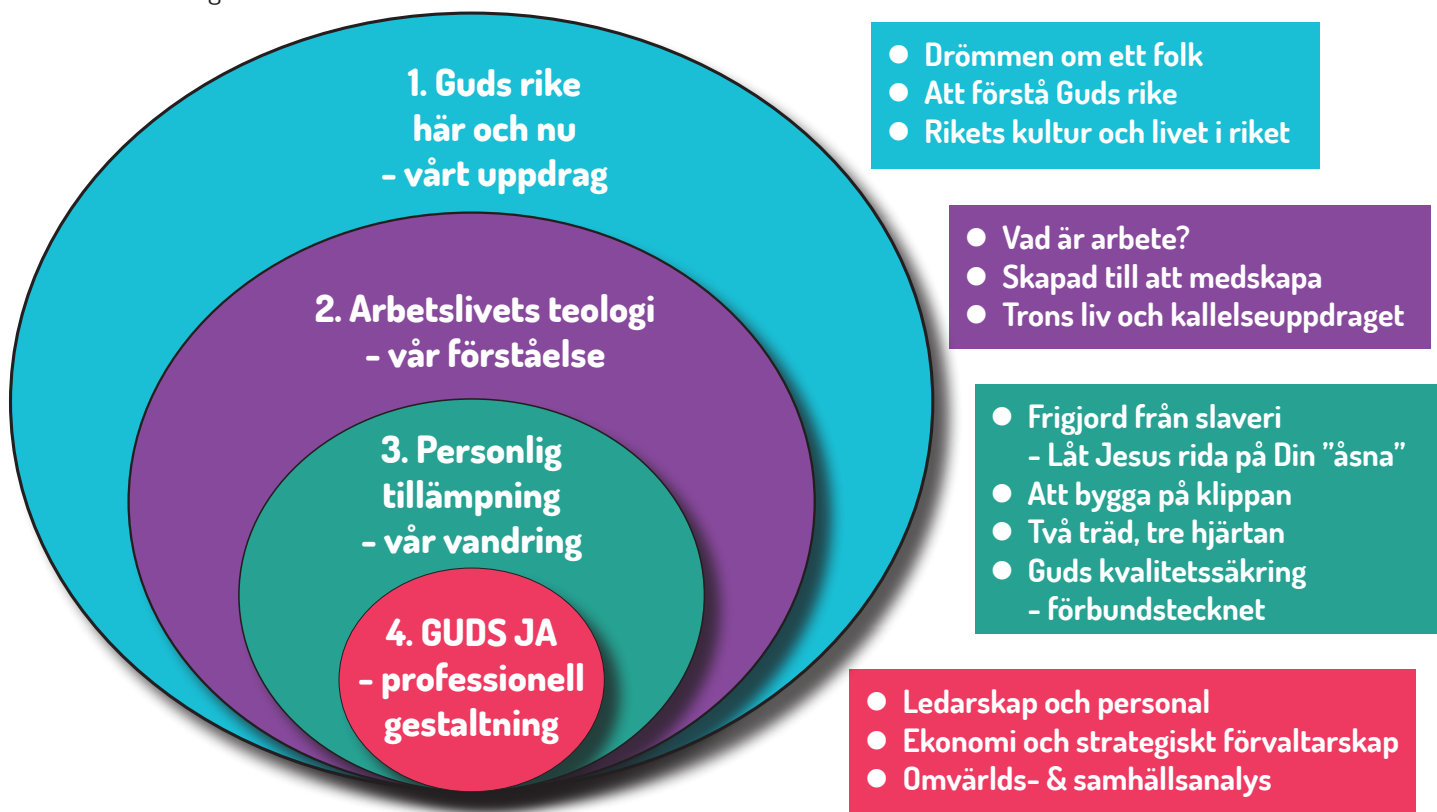 1. Guds rike
här och nu
– vårt uppdrag
2. Arbetslivets teologi
– vår förståelse
3. Personlig
tillämpning
– vår vandring
4. GUDS JA
– professionell
gestaltning
● Drömmen om ett folk
● Att förstå Guds rike
● Rikets kultur och livet i riket
● Vad är arbete?
● Skapad till att medskapa
● Trons liv och kallelseuppdraget
● Frigjord från slaveri
– Låt Jesus rida på Din ”åsna”
● Att bygga på klippan
● Två träd, tre hjärtan
● Guds kvalitetssäkring
– förbundstecknet
● Ledarskap och personal
● Ekonomi och strategiskt förvaltarskap
● Omvärlds- & samhällsanalys